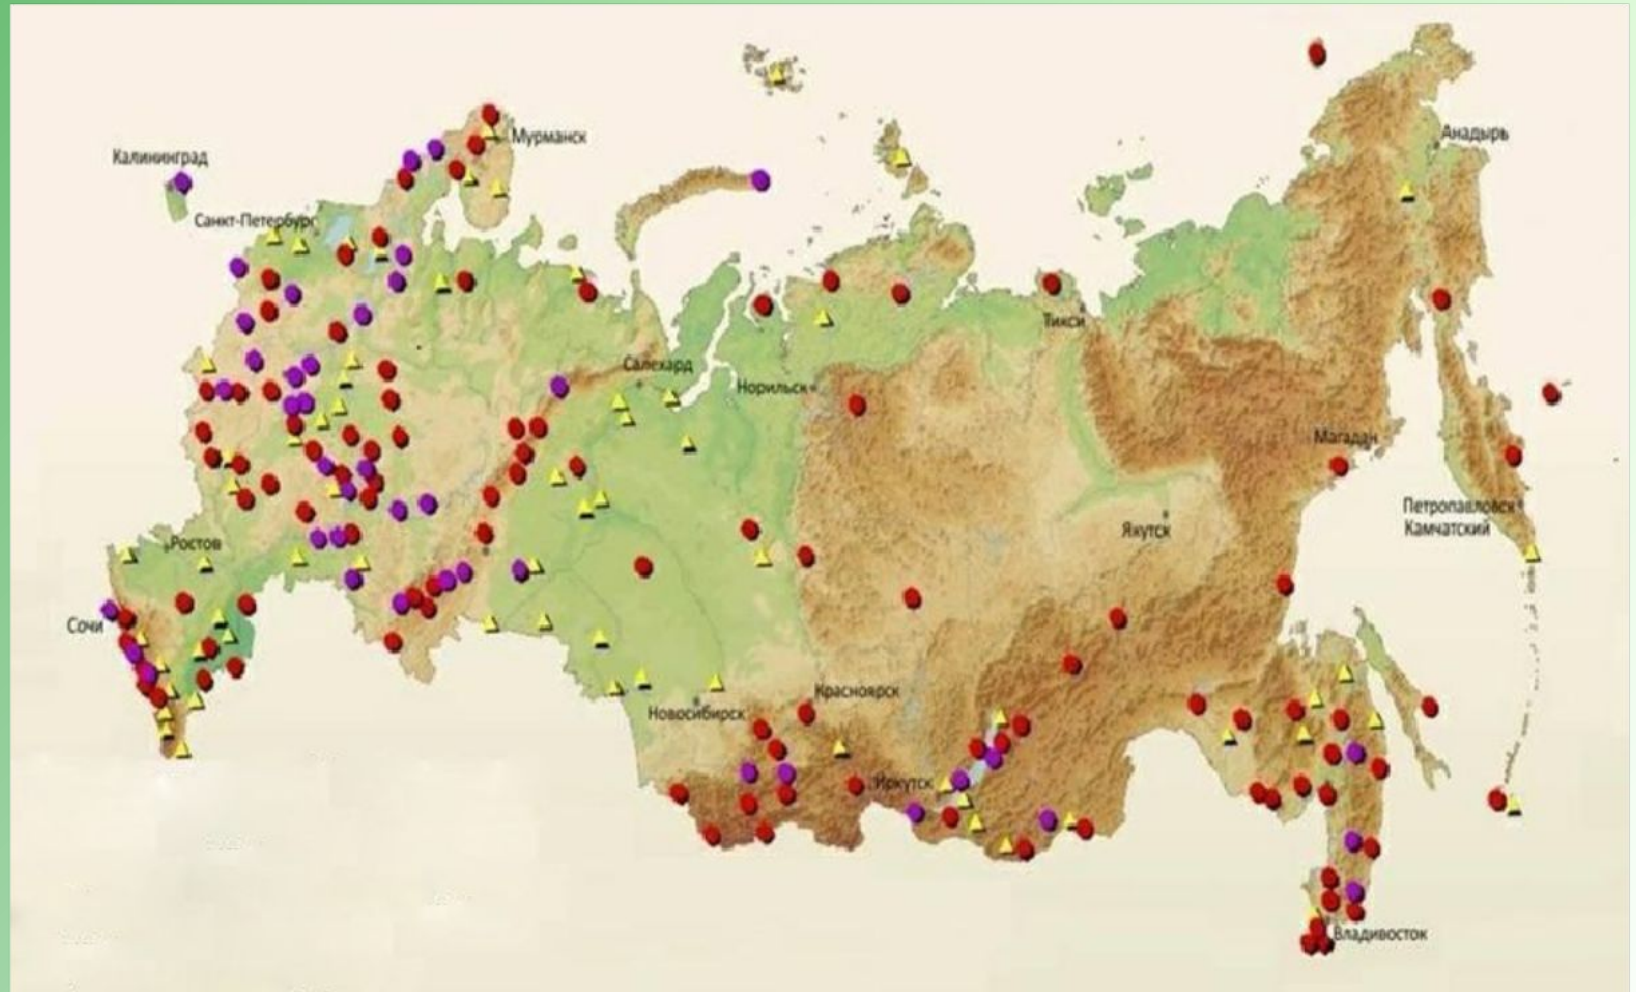 Мурманск
Анадырь
Калининград
Санкт-Петербург
Тикси
Салехард
Норильск
Магадан
Петропавловск
Камчатский
Якутск
Ростов
Сочи
Красноярск
Новосибирск
Иркутск
Владивосток